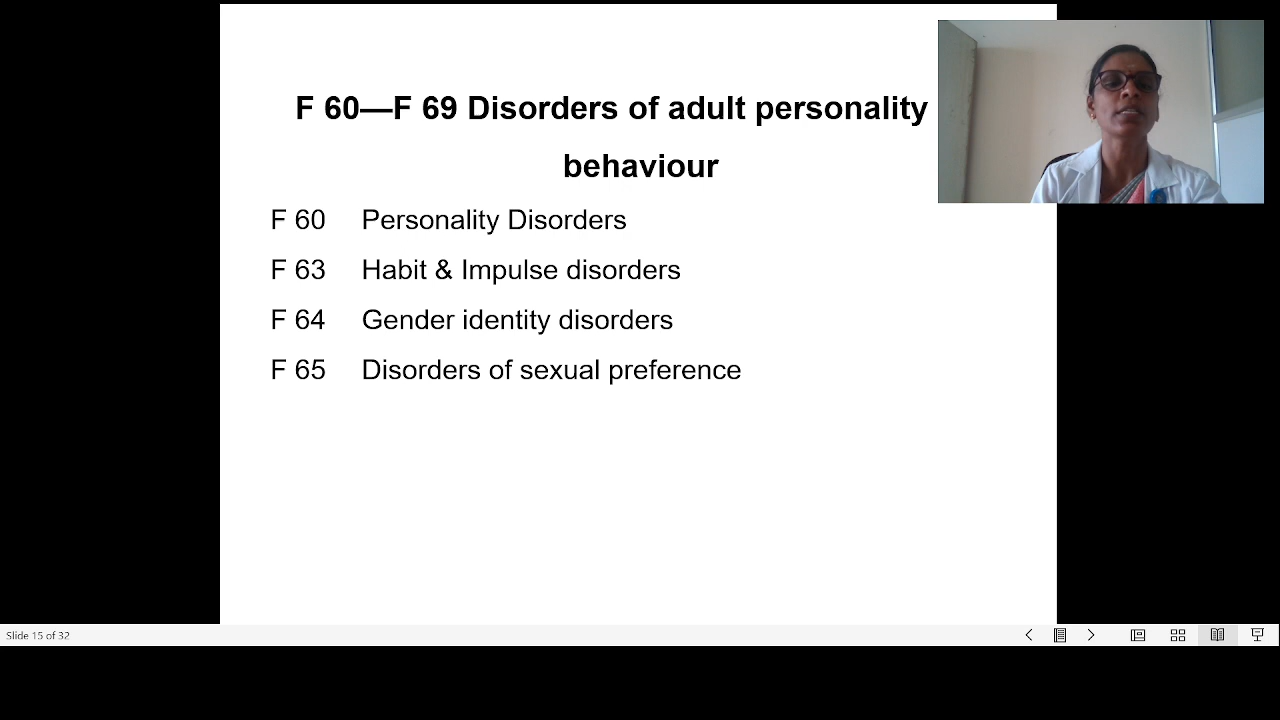 F 60—F 69 Disorders of adult personality
behaviour
F 60 Personality Disorders
F 63 Habit & Impulse disorders
F 64 Gender identity disorders
F 65 Disorders of sexual preference
Slide 15 of 32